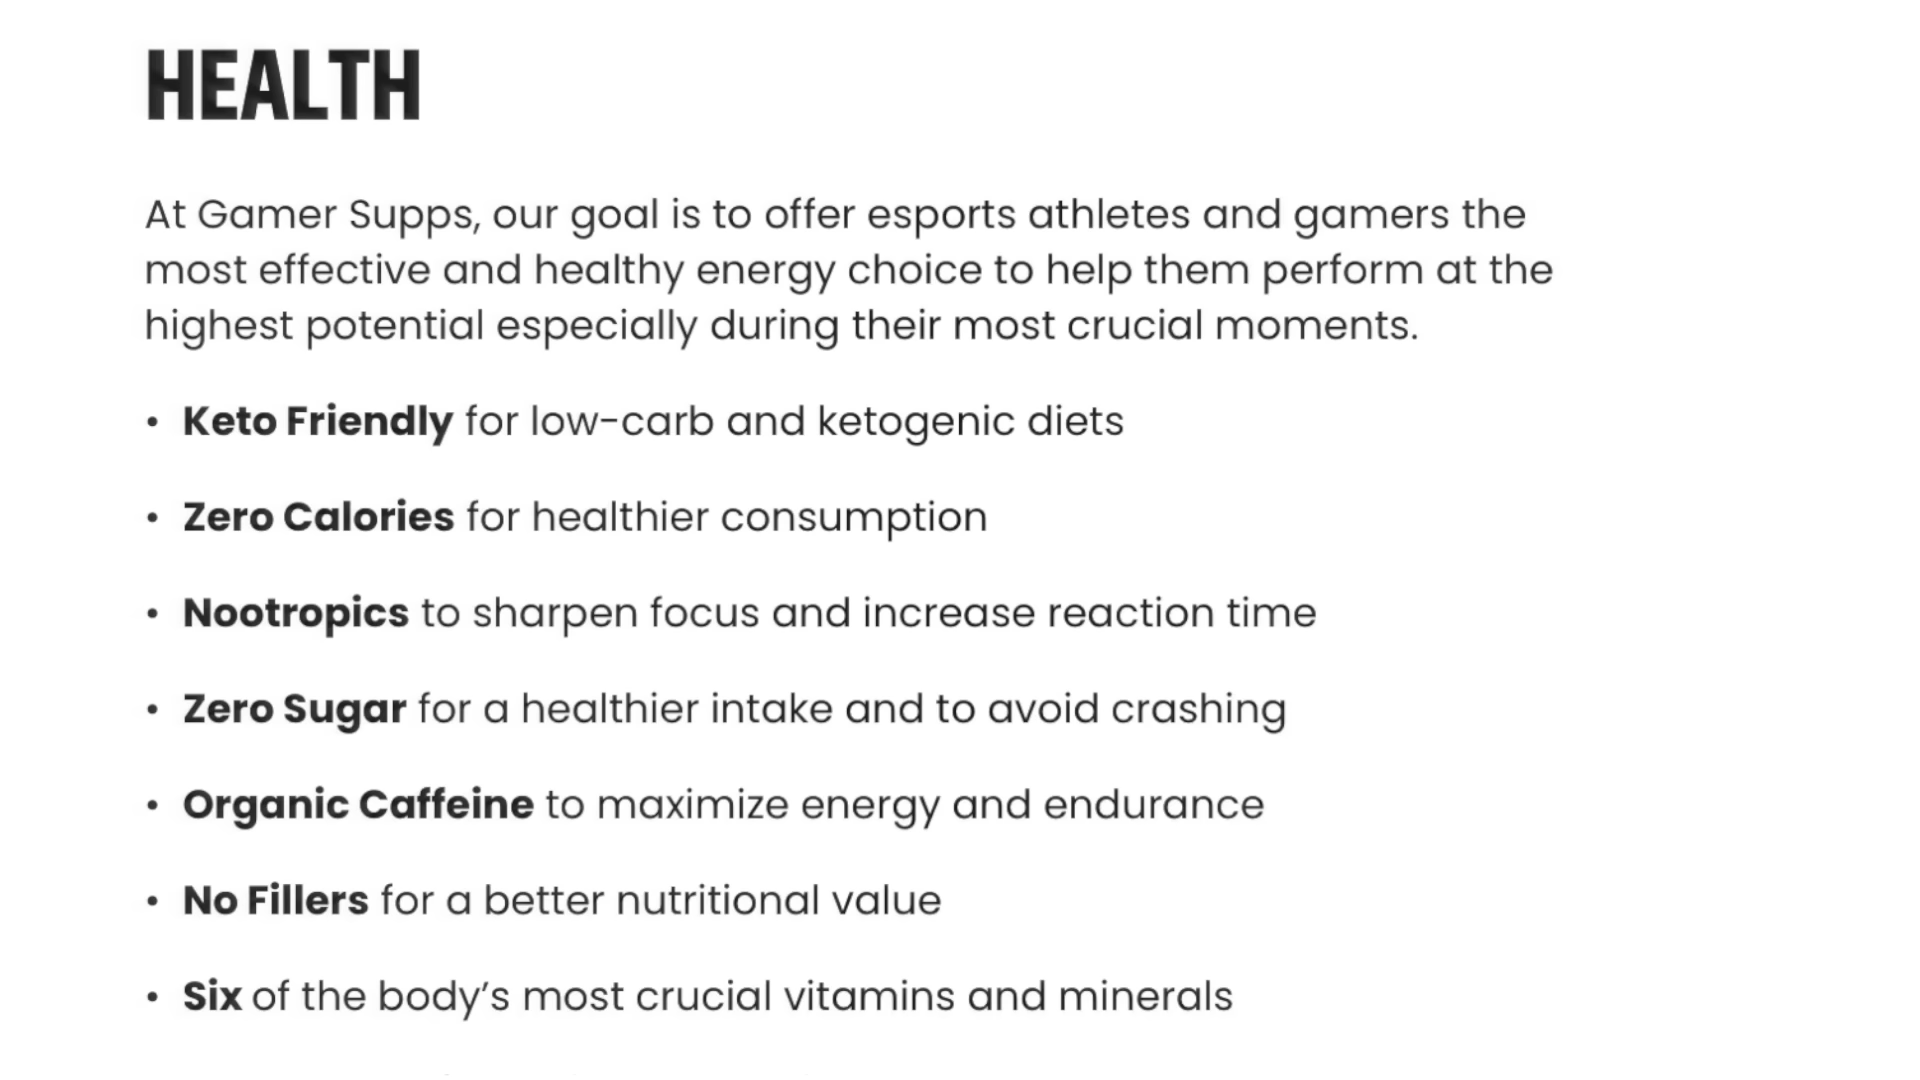 HEALTH
At Gamer Supps, our goal is to offer esports athletes and gamers the
most effective and healthy energy choice to help them perform at the
highest potential especially during their most crucial moments.
• Keto Friendly for low-carb and ketogenic diets
• Zero Calories for healthier consumption
• Nootropics to sharpen focus and increase reaction time
• Zero Sugar for a healthier intake and to avoid crashing
• Organic Caffeine to maximize energy and endurance
• No Fillers for a better nutritional value
• Six of the body’s most crucial vitamins and minerals